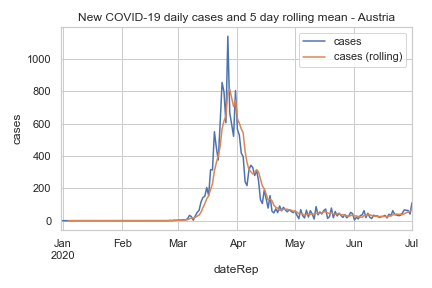 New COVID-19 daily cases and 5 day rolling mean - Austria
cases
cases (rolling)
cases
1000
800
600
400
200
0
Jan
2020
Feb
Mar
Apr
May
Jun
Jul
dateRep